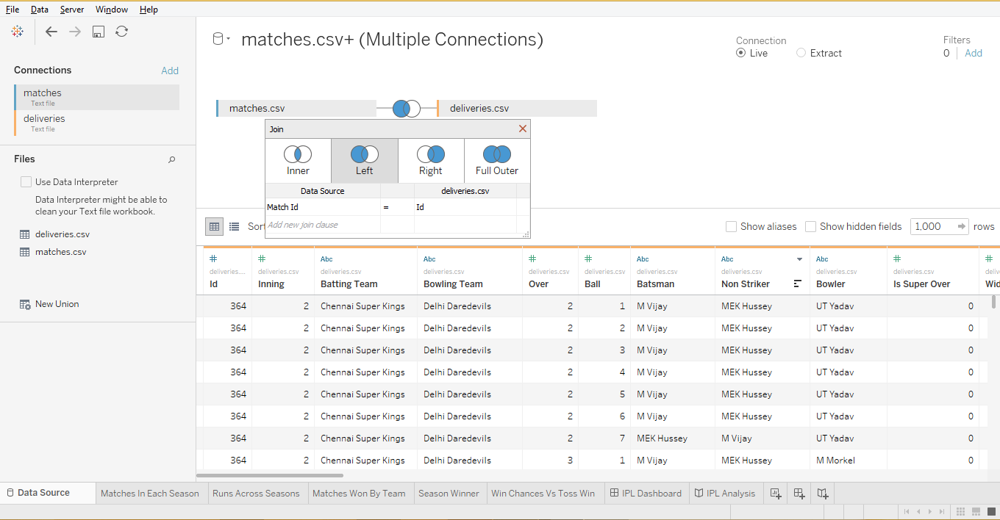 File Data Server Window Help
matches.csv+ (Multiple Connections)
Connection
Live Extract
Filters
0 Add
Connections Add
matches
Text file
deliveries
Text file
matches.csv deliveries.csv
Join
Inner Left Right Full Outer
Data Source deliveries.csv
Match Id = Id
Add new join clause
Files
Use Data Interpreter
Data Interpreter might be able to
clean your Text file workbook.
deliveries.csv
matches.csv
New Union
Sort
Show aliases Show hidden fields 1,000 rows
# # Abc Abc # # Abc Abc Abc # #
deliveries.... deliveries.csv deliveries.csv deliveries.csv deliveries.csv deliveries.csv deliveries.csv deliveries.csv deliveries.csv deliveries.csv
Id Inning Batting Team Bowling Team Over Ball Batsman Non Striker Bowler Is Super Over Wid
364 2 Chennai Super Kings Delhi Daredevils 2 1 M Vijay MEK Hussey UT Yadav 0
364 2 Chennai Super Kings Delhi Daredevils 2 2 M Vijay MEK Hussey UT Yadav 0
364 2 Chennai Super Kings Delhi Daredevils 2 3 M Vijay MEK Hussey UT Yadav 0
364 2 Chennai Super Kings Delhi Daredevils 2 4 M Vijay MEK Hussey UT Yadav 0
364 2 Chennai Super Kings Delhi Daredevils 2 5 M Vijay MEK Hussey UT Yadav 0
364 2 Chennai Super Kings Delhi Daredevils 2 6 M Vijay MEK Hussey UT Yadav 0
364 2 Chennai Super Kings Delhi Daredevils 2 7 MEK Hussey M Vijay UT Yadav 0
364 2 Chennai Super Kings Delhi Daredevils 3 1 M Vijay MEK Hussey M Morkel 0
Data Source Matches In Each Season Runs Across Seasons Matches Won By Team Season Winner Win Chances Vs Toss Win IPL Dashboard IPL Analysis